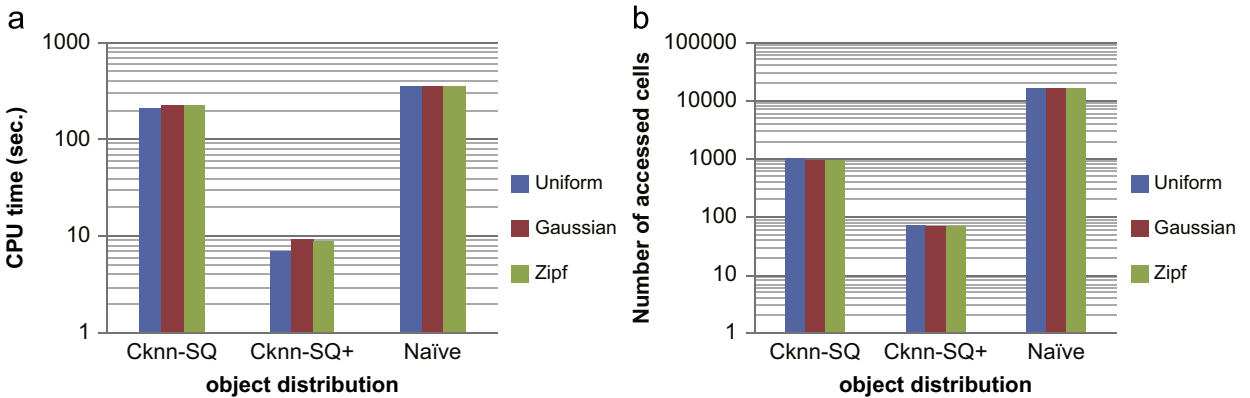 a
CPU time (sec.)
1000
100
10
1
Cknn-SQ
Cknn-SQ+
Naïve
object distribution
Uniform
Gaussian
Zipf
b
Number of accessed cells
100000
10000
1000
100
10
1
Cknn-SQ
Cknn-SQ+
Naïve
object distribution
Uniform
Gaussian
Zipf